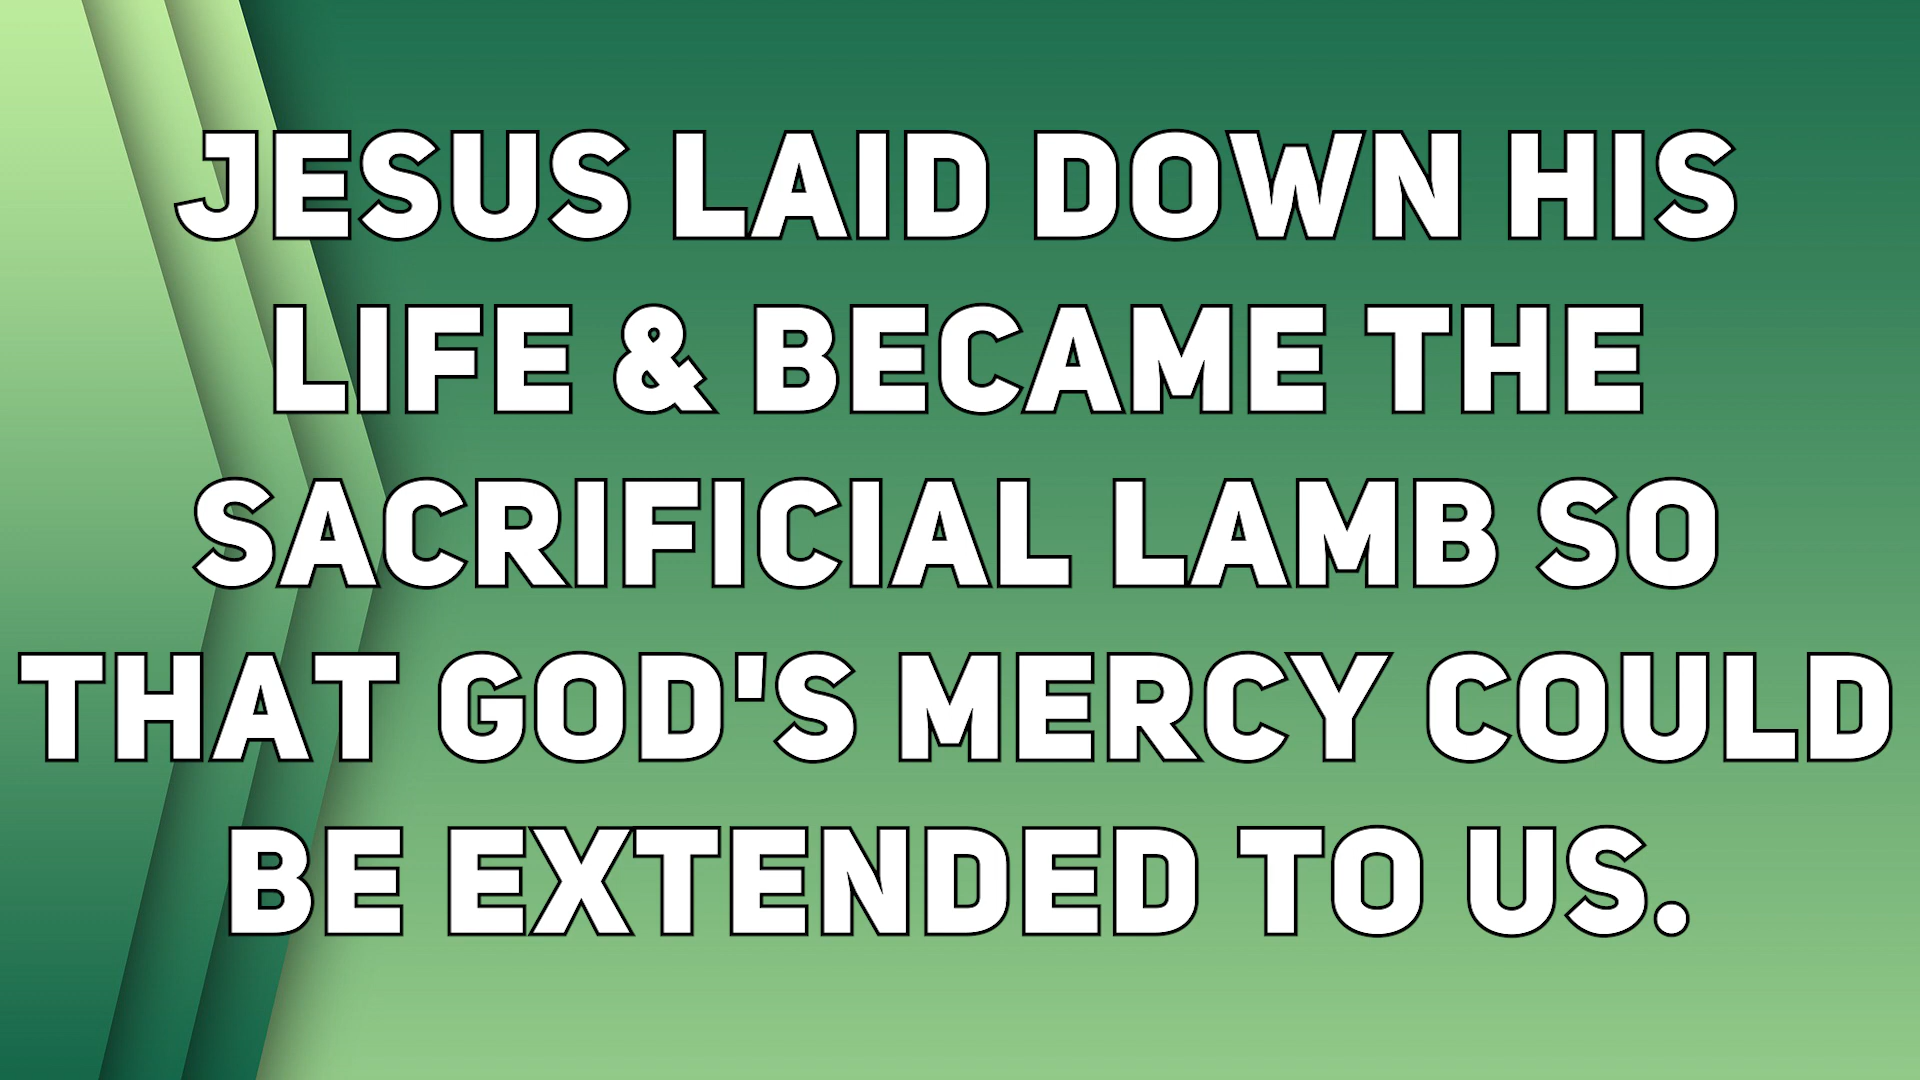 JESUS LAID DOWN HIS
LIFE & BECAME THE
SACRIFICIAL LAMB SO
THAT GOD'S MERCY COULD
BE EXTENDED TO US.